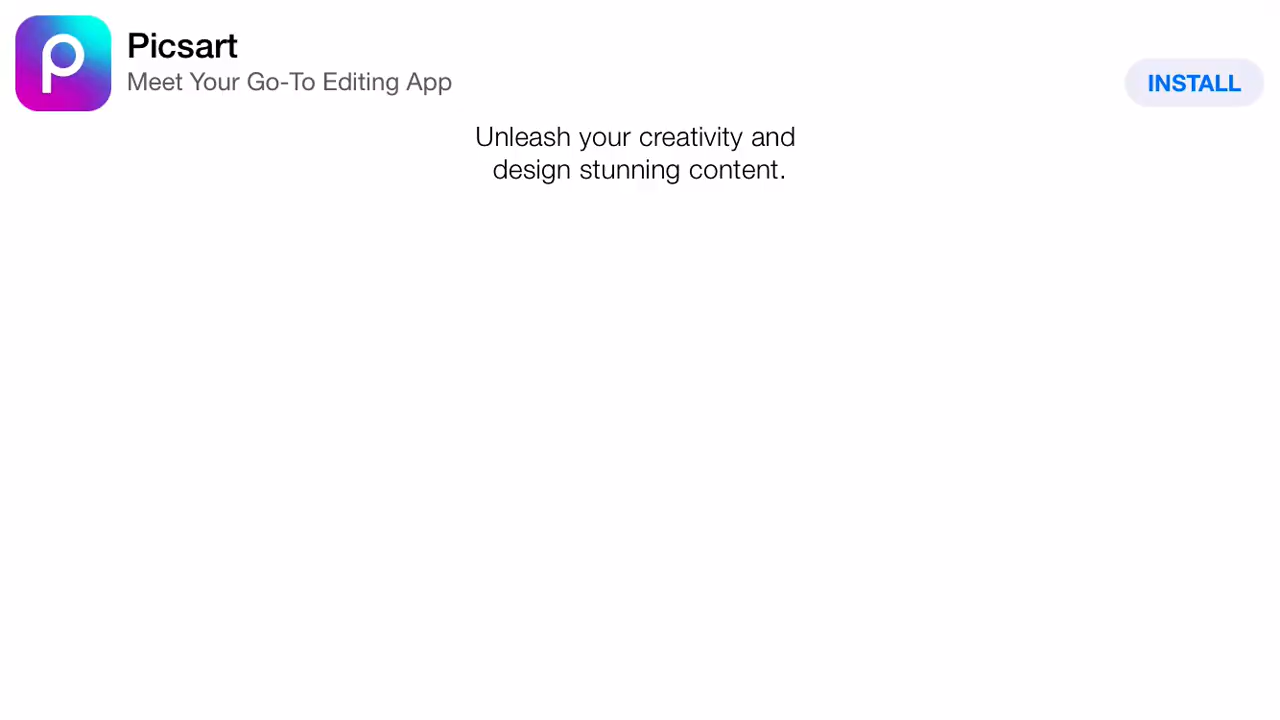 Picsart
Meet Your Go-To Editing App
INSTALL
Unleash your creativity and
design stunning content.